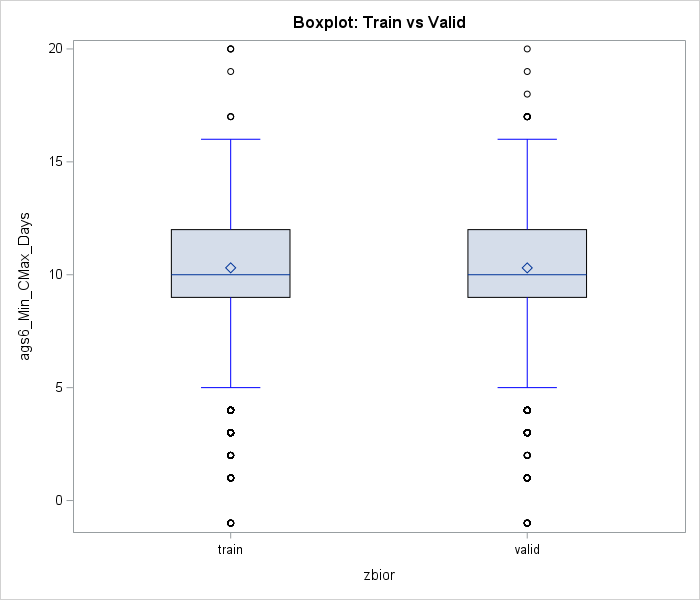 Boxplot: Train vs Valid
20
15
10
5
0
ags6_Min_CMax_Days
train
valid
zbior